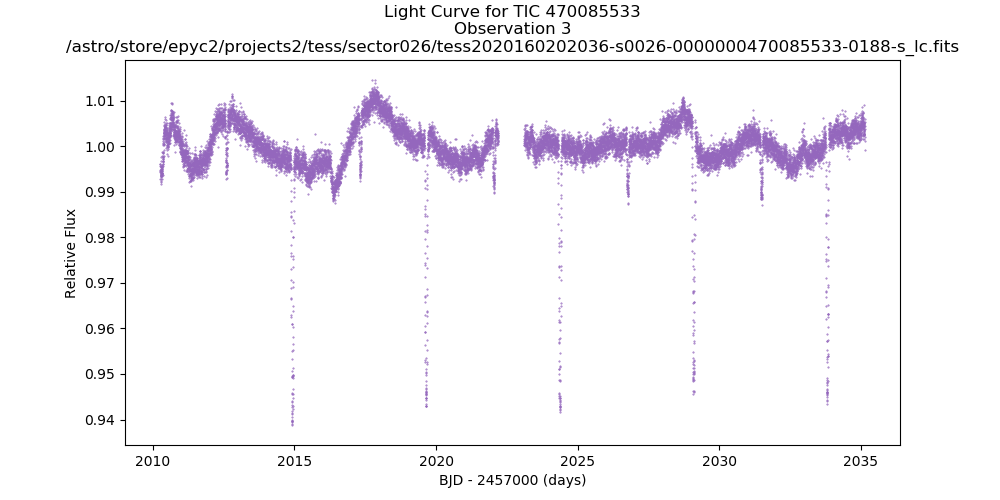 Light Curve for TIC 470085533
Observation 3
/astro/store/epyc2/projects2/tess/sector026/tess2020160202036-s0026-0000000470085533-0188-s_lc.fits
1.01
1.00
0.99
0.98
0.97
0.96
0.95
0.94
Relative Flux
2010 2015 2020 2025 2030 2035
BJD - 2457000 (days)